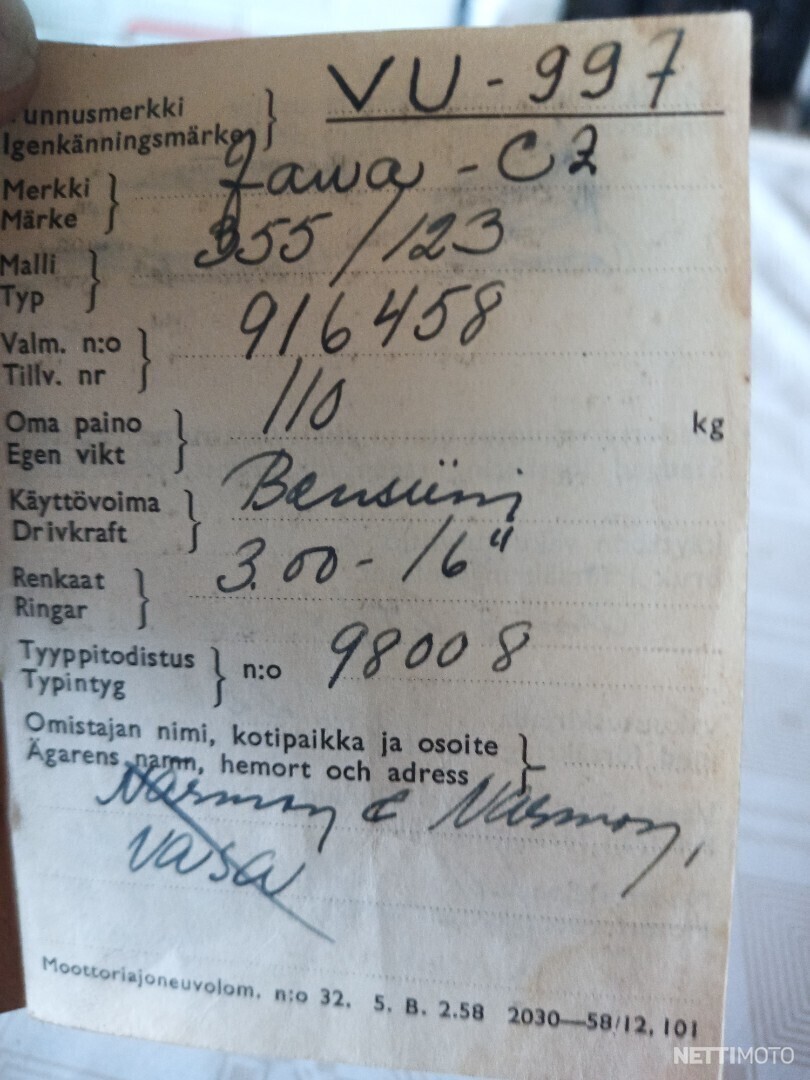 unnusmerkki
Igenkänningsmärke
VU - 997
Merkki
Märke
Jawa - CZ
Malli
Typ
355/123
Valm. n:o
Tillv. nr
916458
Oma paino
Egen vikt
110
kg
Käyttövoima
Drivkraft
Bensiini
Renkaat
Ringar
3.00 - 16"
Tyyppitodistus
Typintyg
n:o
98008
Omistajan nimi, kotipaikka ja osoite
Ägarens namn, hemort och adress
&
Vasa
Moottoriajoneuvolom. n:o 32. 5. B. 2.58 2030—58/12, 101
NETTIMOTO